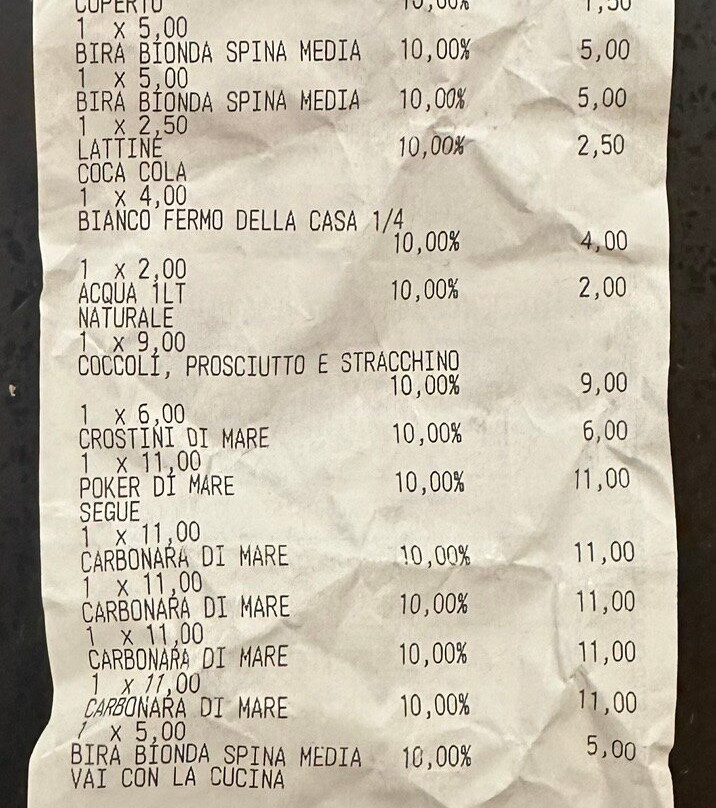 COPERTO 10,00% 1,50
1 x 5,00
BIRA BIONDA SPINA MEDIA 10,00% 5,00
1 x 5,00
BIRA BIONDA SPINA MEDIA 10,00% 5,00
1 x 2,50
LATTINE 10,00% 2,50
COCA COLA
1 x 4,00
BIANCO FERMO DELLA CASA 1/4
10,00% 4,00
1 x 2,00
ACQUA 1LT 10,00% 2,00
NATURALE
1 x 9,00
COCCOLI, PROSCIUTTO E STRACCHINO
10,00% 9,00
1 x 6,00
CROSTINI DI MARE 10,00% 6,00
1 x 11,00
POKER DI MARE 10,00% 11,00
SEGUE
1 x 11,00
CARBONARA DI MARE 10,00% 11,00
1 x 11,00
CARBONARA DI MARE 10,00% 11,00
1 x 11,00
CARBONARA DI MARE 10,00% 11,00
1 x 11,00
CARBONARA DI MARE 10,00% 11,00
1 x 5,00
BIRA BIONDA SPINA MEDIA 10,00% 5,00
VAI CON LA CUCINA